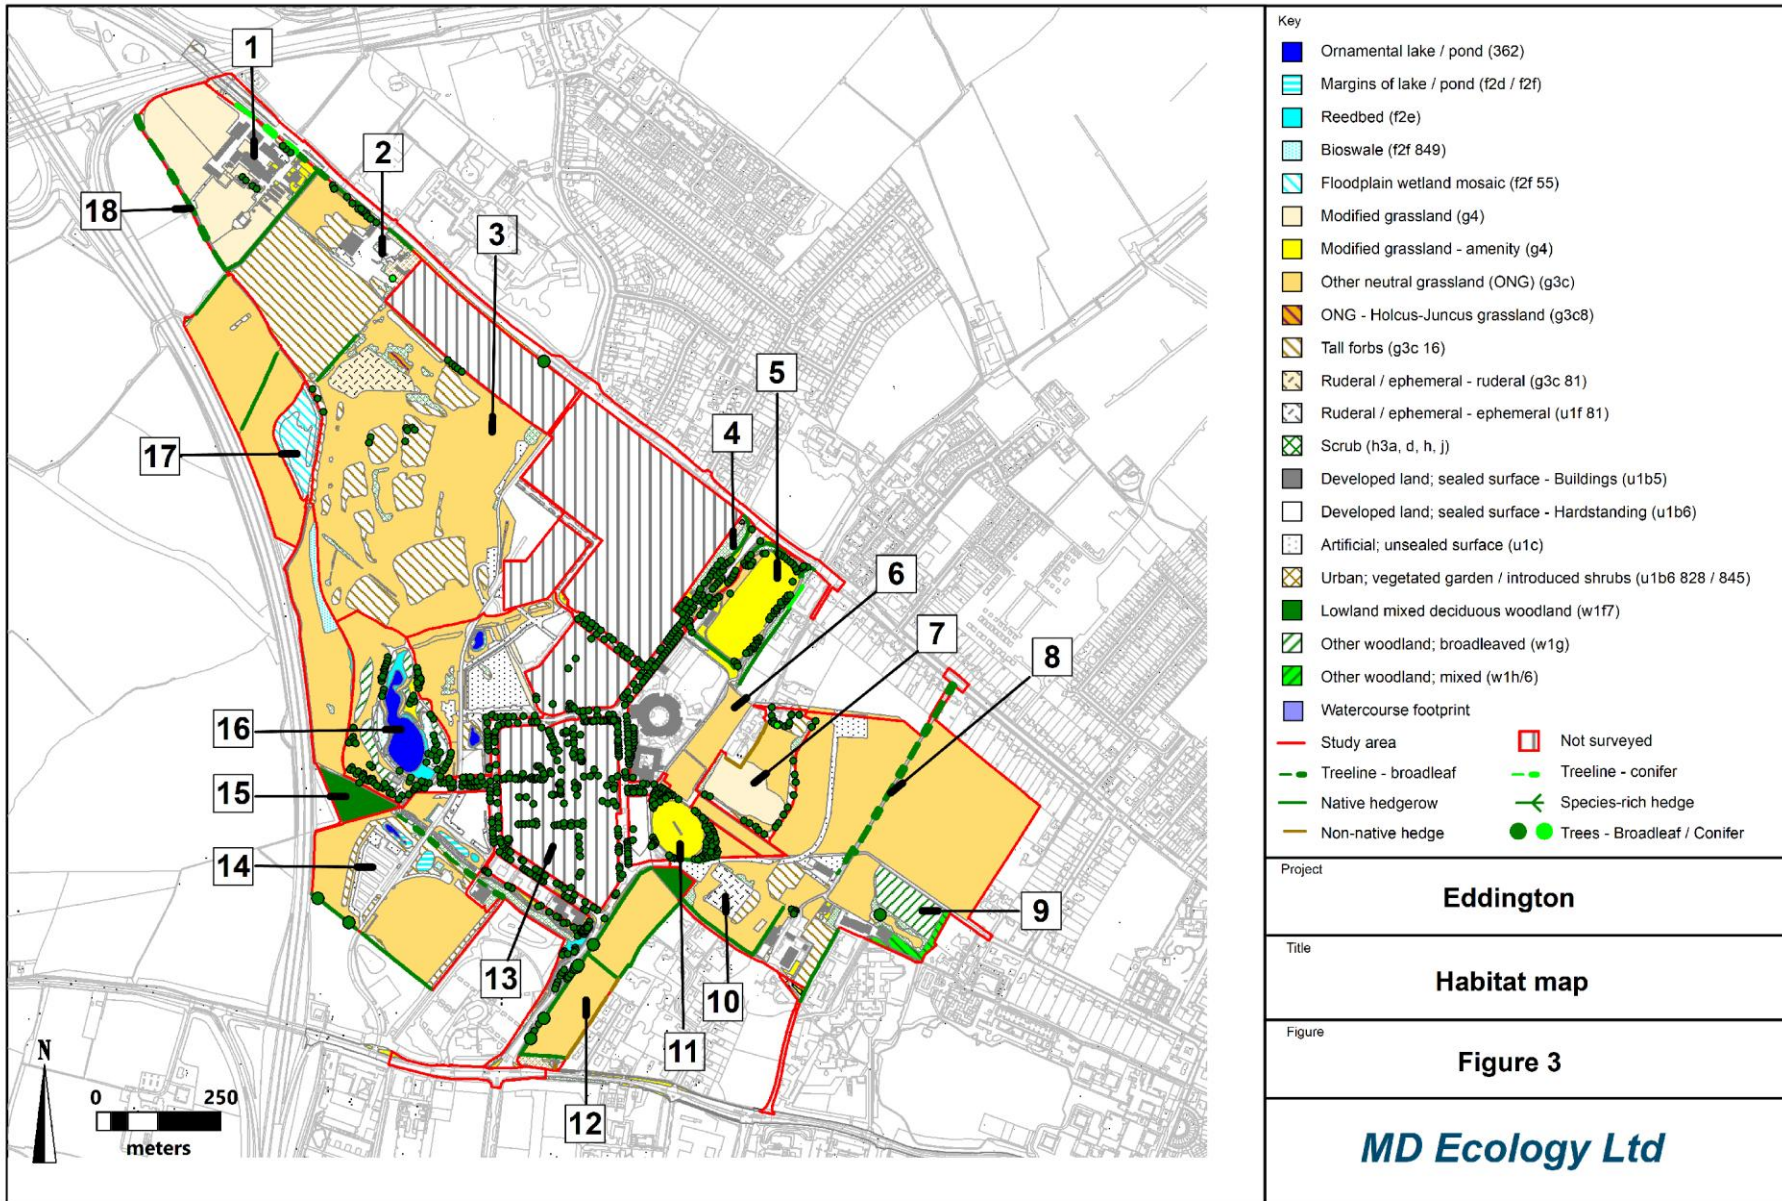 1
2
3
18
4
5
6
7
8
17
16
15
14
13
12
11
10
9
N
0 250
meters
Key
Ornamental lake / pond (362)
Margins of lake / pond (f2d / f2f)
Reedbed (f2e)
Bioswale (f2f 849)
Floodplain wetland mosaic (f2f 55)
Modified grassland (g4)
Modified grassland - amenity (g4)
Other neutral grassland (ONG) (g3c)
ONG - Holcus-Juncus grassland (g3c8)
Tall forbs (g3c 16)
Ruderal / ephemeral - ruderal (g3c 81)
Ruderal / ephemeral - ephemeral (u1f 81)
Scrub (h3a, d, h, j)
Developed land; sealed surface - Buildings (u1b5)
Developed land; sealed surface - Hardstanding (u1b6)
Artificial; unsealed surface (u1c)
Urban; vegetated garden / introduced shrubs (u1b6 828 / 845)
Lowland mixed deciduous woodland (w1f7)
Other woodland; broadleaved (w1g)
Other woodland; mixed (w1h/6)
Watercourse footprint
Study area
Not surveyed
Treeline - broadleaf
Treeline - conifer
Native hedgerow
Species-rich hedge
Non-native hedge
Trees - Broadleaf / Conifer
Project
Eddington
Title
Habitat map
Figure
Figure 3
MD Ecology Ltd